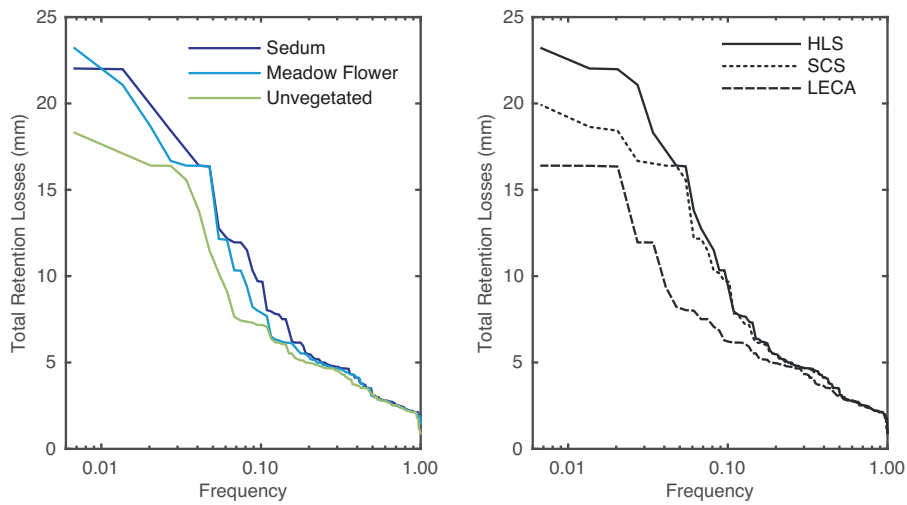 25
20
15
10
5
0
Total Retention Losses (mm)
Sedum
Meadow Flower
Unvegetated
0.01
0.10
1.00
Frequency
25
20
15
10
5
0
Total Retention Losses (mm)
HLS
SCS
LECA
0.01
0.10
1.00
Frequency